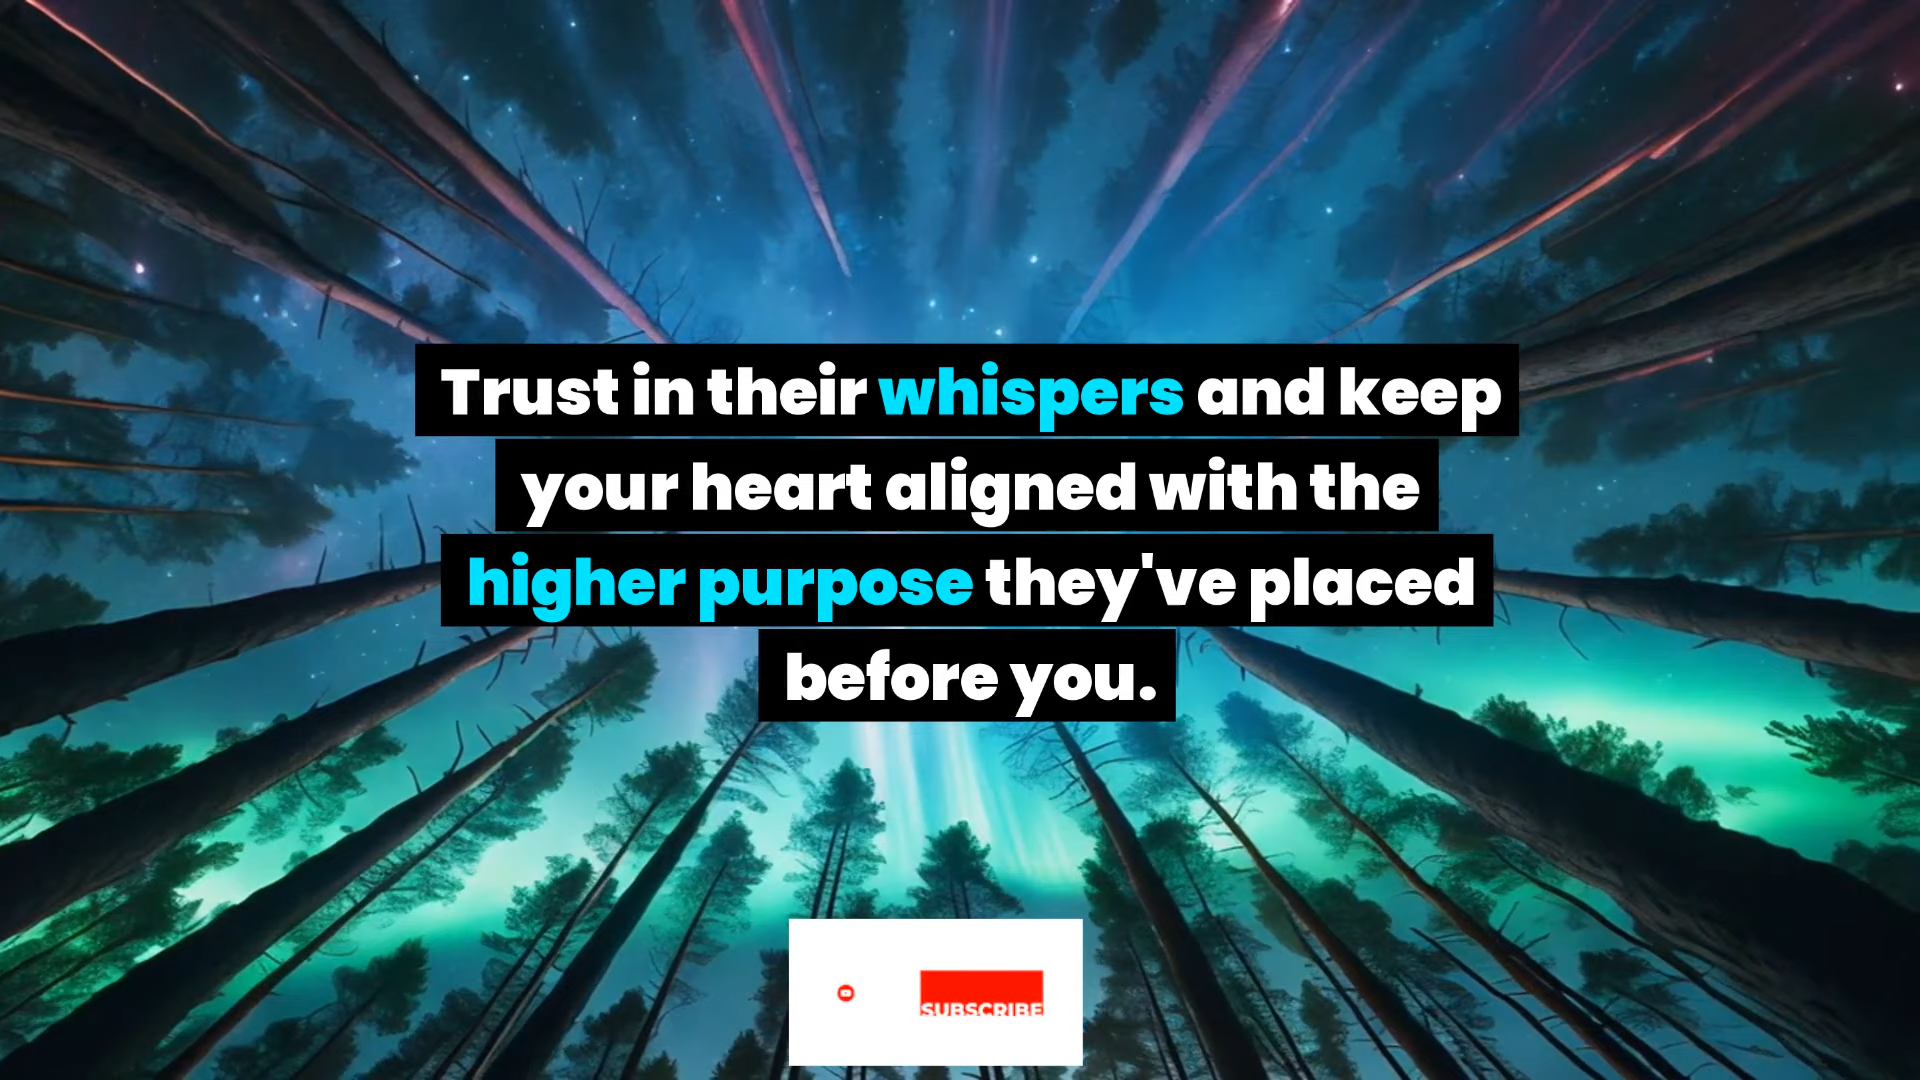 Trust in their whispers and keep
your heart aligned with the
higher purpose they've placed
before you.
SUBSCRIBE